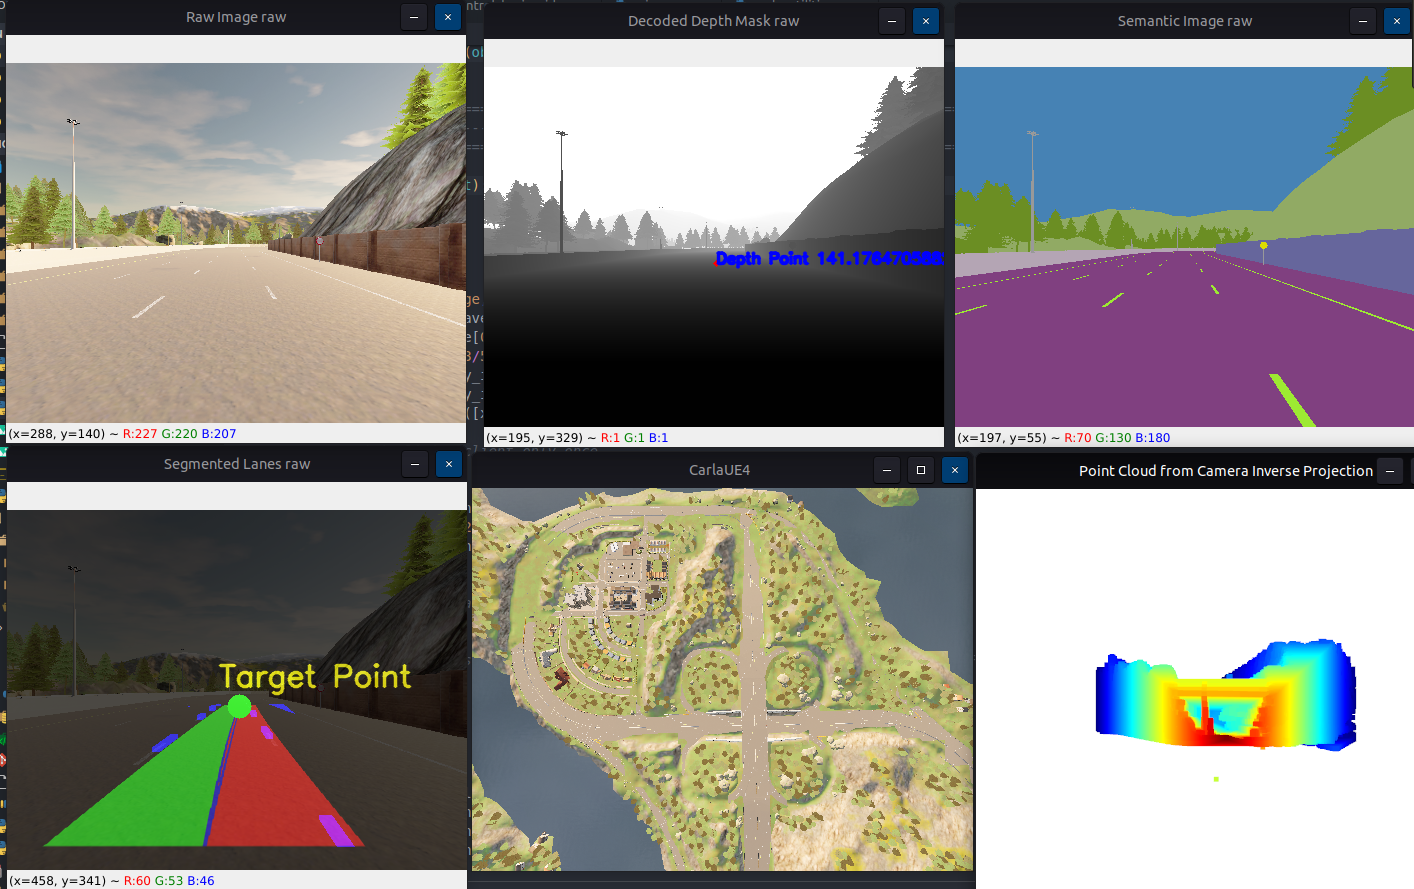 Raw Image raw
Decoded Depth Mask raw
Semantic Image raw
Depth Point 141.176470588
(x=288, y=140) ~ R:227 G:220 B:207
(x=195, y=329) ~ R:1 G:1 B:1
(x=197, y=55) ~ R:70 G:130 B:180
Segmented Lanes raw
CarlaUE4
Point Cloud from Camera Inverse Projection
Target Point
(x=458, y=341) ~ R:60 G:53 B:46